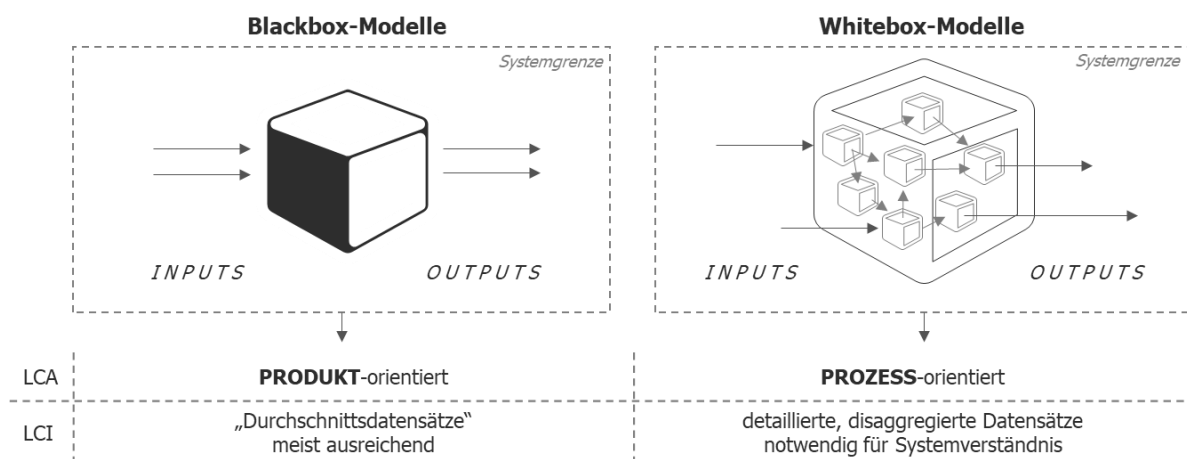 Blackbox-Modelle
Systemgrenze
INPUTS
OUTPUTS
Whitebox-Modelle
Systemgrenze
INPUTS
OUTPUTS
LCA
PRODUKT-orientiert
PROZESS-orientiert
LCI
„Durchschnittsdatensätze“
meist ausreichend
detaillierte, disaggregierte Datensätze
notwendig für Systemverständnis